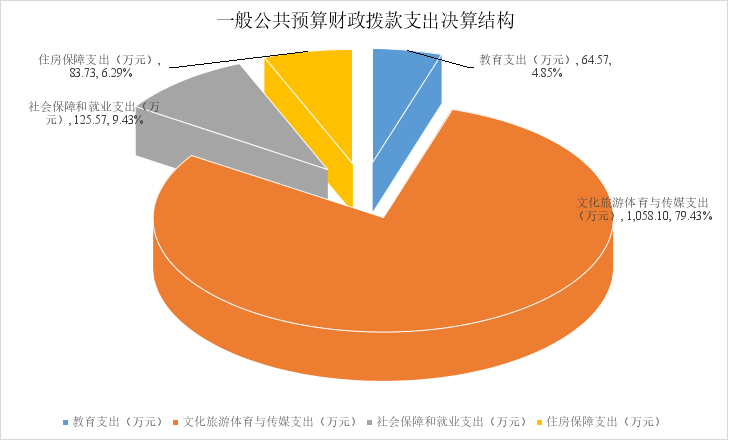 一般公共预算财政拨款支出决算结构
住房保障支出（万元）,
83.73, 6.29%
教育支出（万元）, 64.57,
4.85%
社会保障和就业支出（万
元）, 125.57, 9.43%
文化旅游体育与传媒支出
（万元）, 1,058.10, 79.43%
教育支出（万元） 文化旅游体育与传媒支出（万元） 社会保障和就业支出（万元） 住房保障支出（万元）